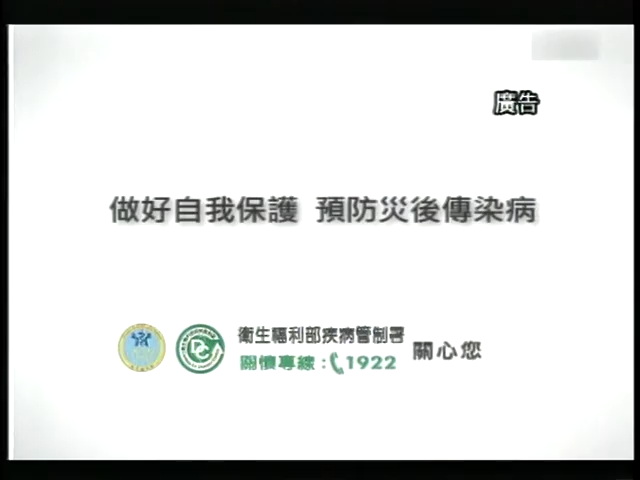 廣告
做好自我保護 預防災後傳染病
衛生福利部疾病管制署
關懷專線：1922
關心您